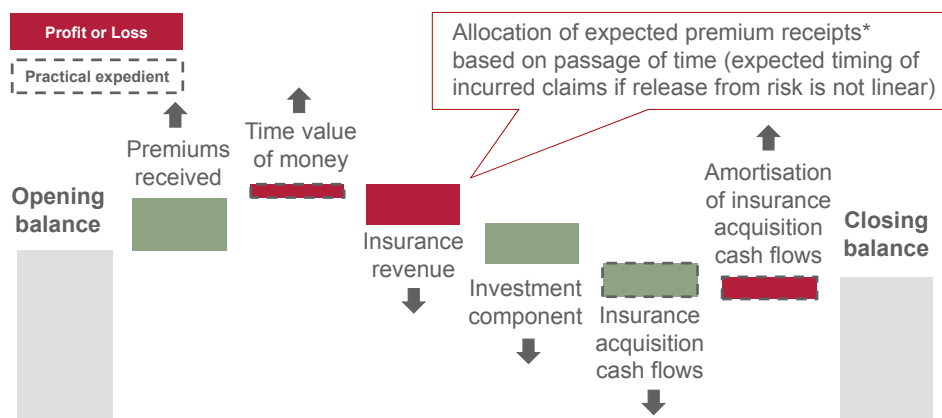 Profit or Loss
Practical expedient
Allocation of expected premium receipts*
based on passage of time (expected timing of
incurred claims if release from risk is not linear)
Opening
balance
Premiums
received
Time value
of money
Insurance
revenue
Investment
component
Insurance
acquisition
cash flows
Amortisation
of insurance
acquisition
cash flows
Closing
balance